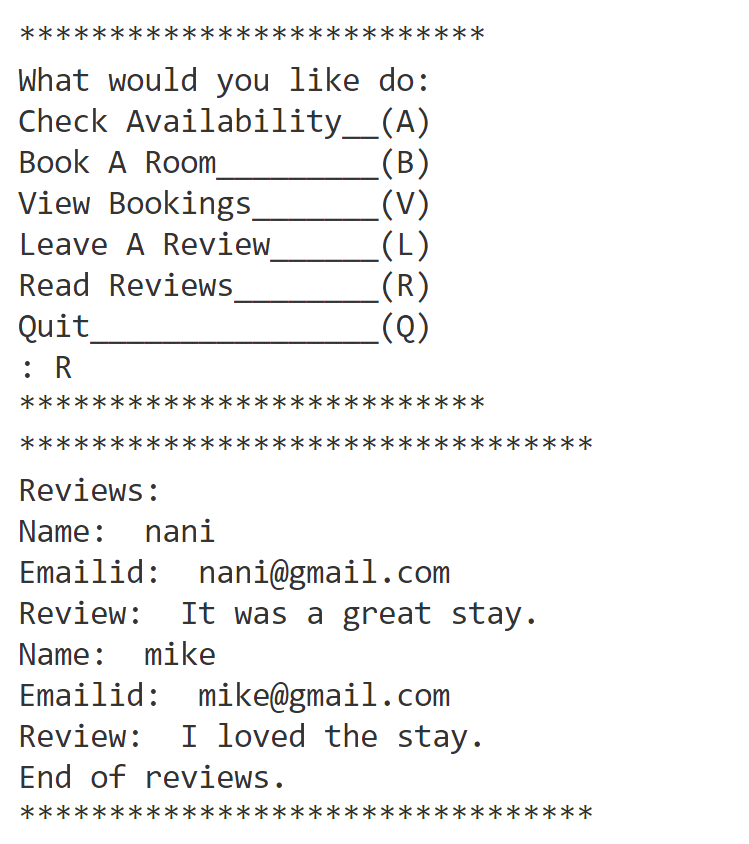 **************************
What would you like do:
Check Availability__(A)
Book A Room_________(B)
View Bookings_______(V)
Leave A Review______(L)
Read Reviews________(R)
Quit________________(Q)
: R
**************************
********************************
Reviews:
Name:  nani
Emailid:  nani@gmail.com
Review:  It was a great stay.
Name:  mike
Emailid:  mike@gmail.com
Review:  I loved the stay.
End of reviews.
********************************